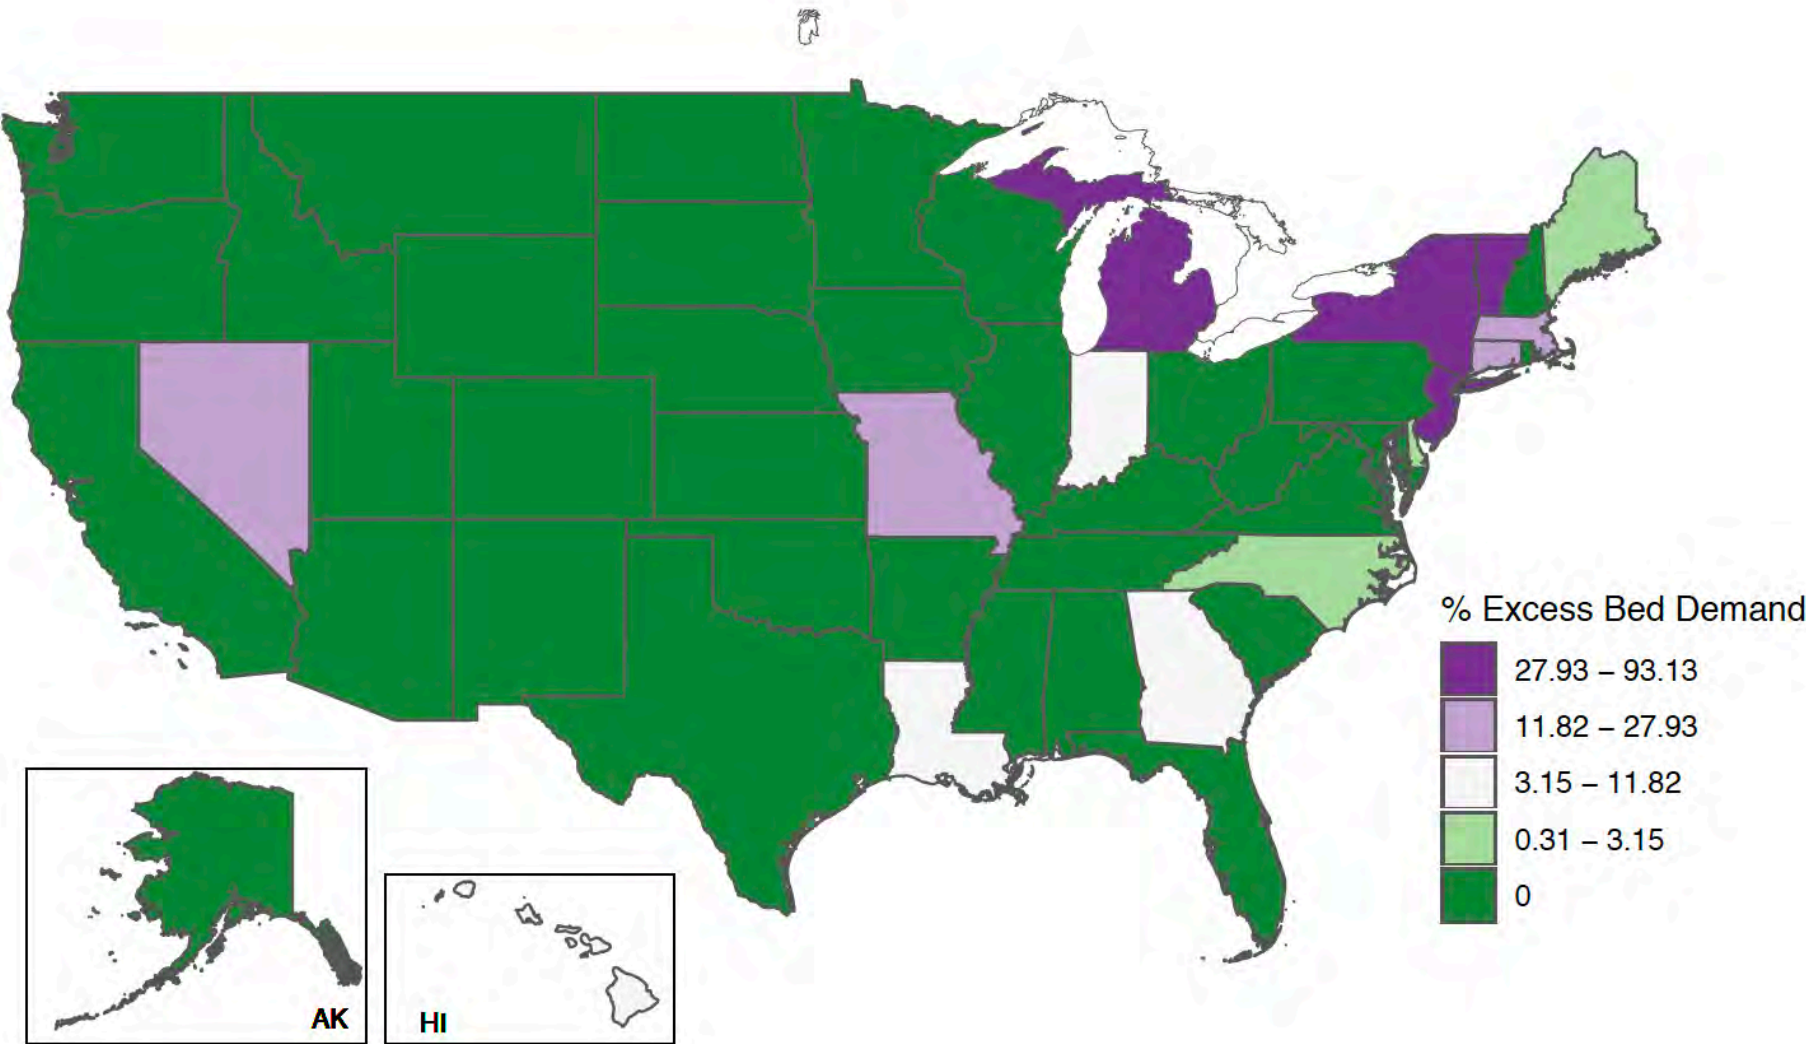 % Excess Bed Demand
27.93 – 93.13
11.82 – 27.93
3.15 – 11.82
0.31 – 3.15
0
AK
HI